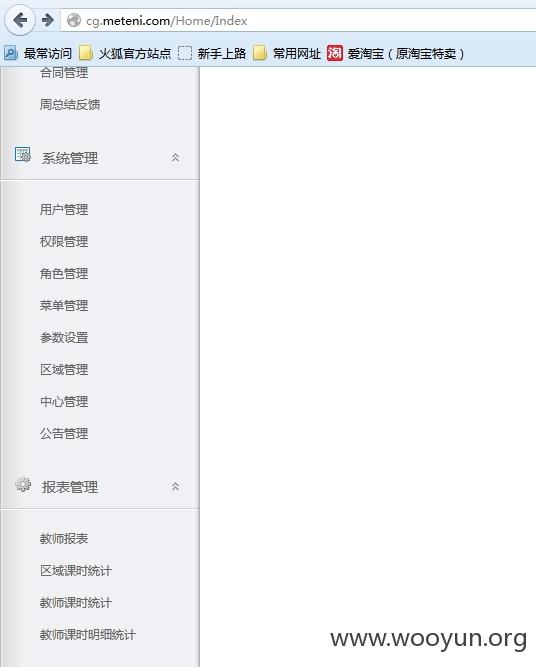 cg.meteni.com/Home/Index
最常访问 火狐官方站点 新手上路 常用网址 淘 爱淘宝（原淘宝特卖）
合同管理
周总结反馈
系统管理
用户管理
权限管理
角色管理
菜单管理
参数设置
区域管理
中心管理
公告管理
报表管理
教师报表
区域课时统计
教师课时统计
教师课时明细统计
www.wooyun.org